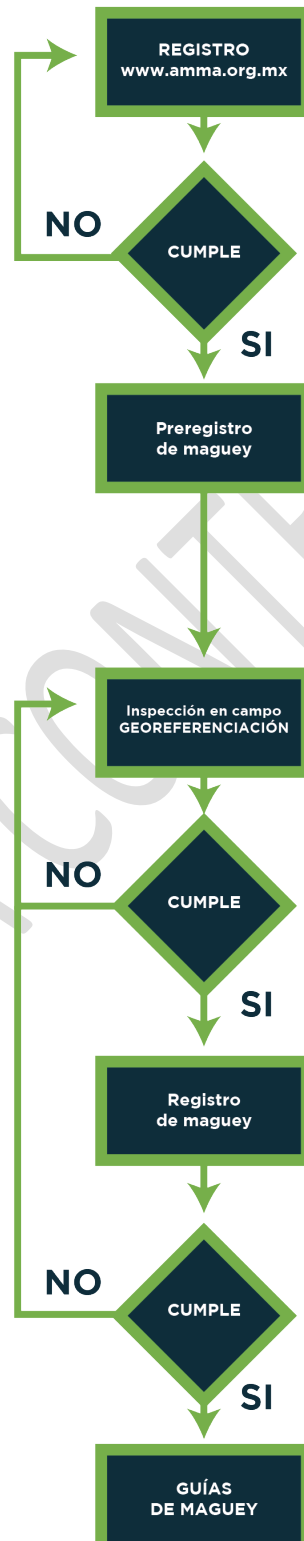 REGISTRO
www.amma.org.mx
NO
CUMPLE
SI
Preregistro
de maguey
Inspección en campo
GEOREFERENCIACIÓN
NO
CUMPLE
SI
Registro
de maguey
NO
CUMPLE
SI
GUÍAS
DE MAGUEY